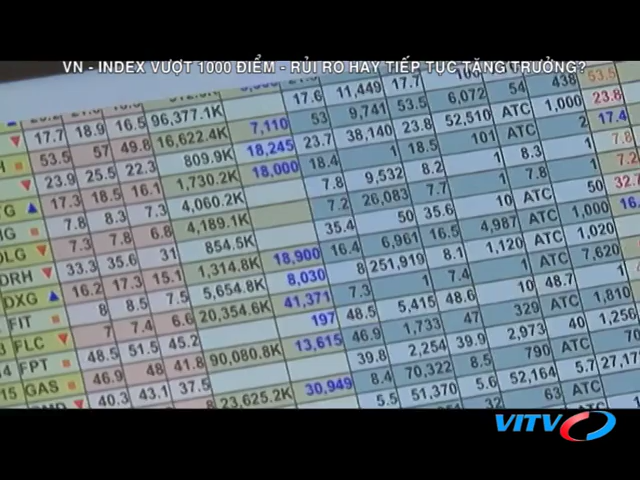 VN - INDEX VƯỢT 1000 ĐIỂM - RỦI RO HAY TIẾP TỤC TĂNG TRƯỞNG?
17.7 18.9 16.5 96,377.1K 17.6 11,449 17.7
53.5 57 49.8 16,622.4K 7,110 53 9,741 53.5 6,072 54 438 53.5
23.9 25.5 22.3 809.9K 18,245 23.7 38,140 23.8 52,510 ATC 1,000 23.8
17.3 18.5 16.1 1,730.2K 18,000 18.4 1 18.5 101 ATC 2 17.4
7.8 8.3 7.3 4,060.2K 7.8 9,532 8.2 1 8.3 1 7.8
7.3 7.8 6.8 4,189.1K 7.2 26,083 7.7 1 7.8 1 7.2
DLG 33.3 35.6 31 854.5K 35.4 50 35.6 10 ATC 50
DRH 16.2 17.3 15.1 1,314.8K 18,900 16.4 6,961 16.5 4,987 ATC 1,000
DXG 8 8.5 7.5 5,654.8K 8,030 8 251,919 8.1 1,120 ATC 1,020
FIT 7 7.4 6.6 20,354.6K 41,371 7.3 1 7.4 1 ATC 7,620
FLC 48.5 51.5 45.2 197 48.5 5,415 48.6 10 48.7 1
14 FPT 46.9 48 41.8 90,080.8K 13,615 46.9 1,733 47 329 ATC 1,810
15 GAS 40.3 43.1 37.5 39.8 2,254 39.9 2,973 40 1,256
23,625.2K 30,949 8.4 70,322 8.5 790 ATC
5.5 51,370 5.6 52,164 5.7
32 63 ATC
VITV